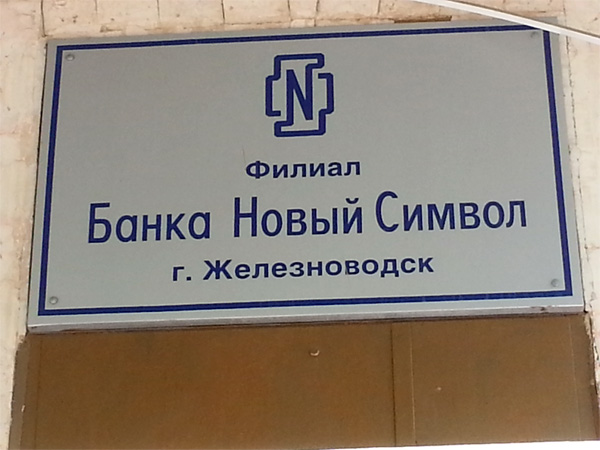 N
Филиал
Банка Новый Символ
г. Железноводск